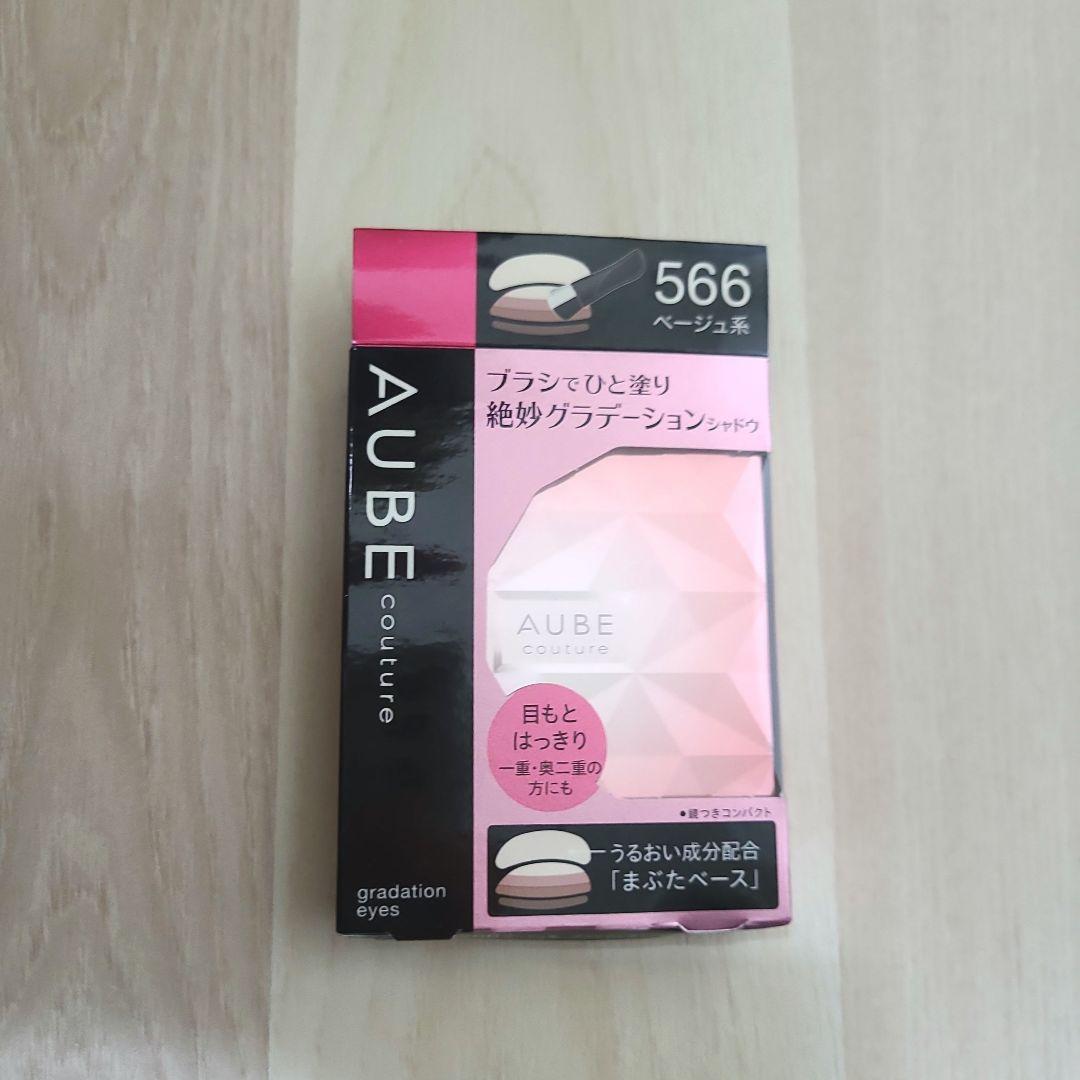 566
ベージュ系
ブラシでひと塗り
絶妙グラデーションシャドウ
AUBE couture
AUBE
couture
目もと
はっきり
一重・奥二重の
方にも
●鏡つきコンパクト
うるおい成分配合
「まぶたベース」
gradation
eyes